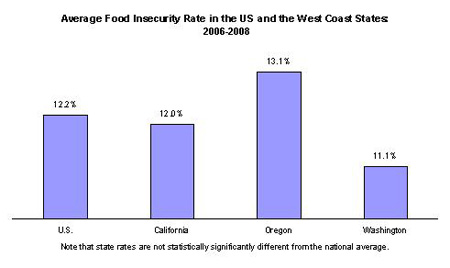 Average Food Insecurity Rate in the US and the West Coast States:
2006-2008
13.1%
12.2%
12.0%
11.1%
U.S. California Oregon Washington
Note that state rates are not statistically significantly different from the national average.